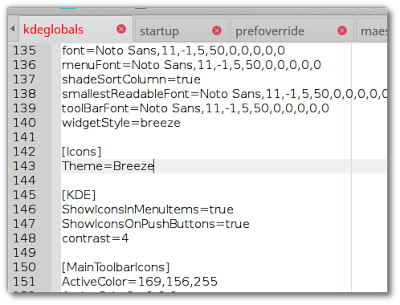 kdeglobals startup prefoverride maes
135 font=Noto Sans,11,-1,5,50,0,0,0,0,0
136 menuFont=Noto Sans,11,-1,5,50,0,0,0,0,0
137 shadeSortColumn=true
138 smallestReadableFont=Noto Sans,11,-1,5,50,0,0,0,0,0
139 toolBarFont=Noto Sans,11,-1,5,50,0,0,0,0,0
140 widgetStyle=breeze
141
142 [Icons]
143 Theme=Breeze
144
145 [KDE]
146 ShowIconsInMenuItems=true
147 ShowIconsOnPushButtons=true
148 contrast=4
149
150 [MainToolbarIcons]
151 ActiveColor=169,156,255